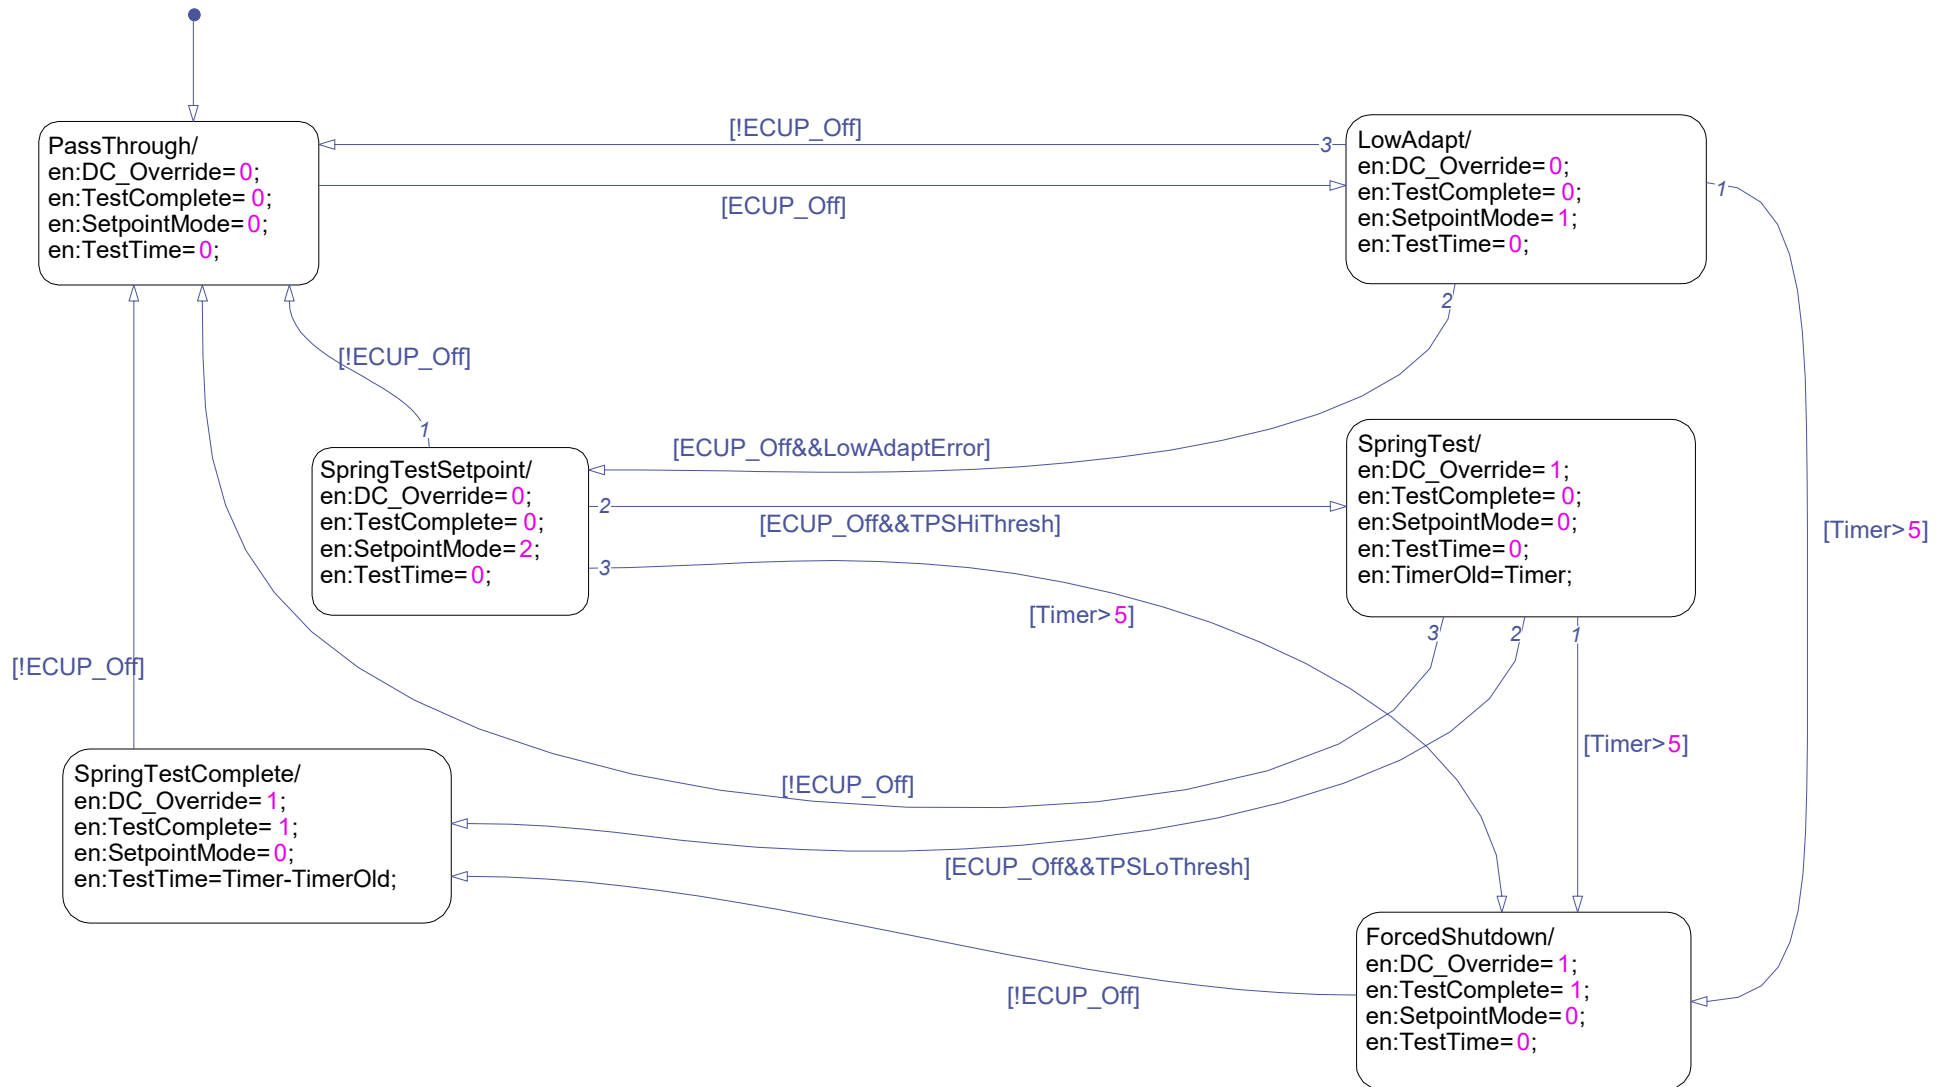 [!ECUP_Off]
3
PassThrough/
en:DC_Override=0;
en:TestComplete= 0;
en:SetpointMode=0;
en:TestTime=0;
[ECUP_Off]
LowAdapt/
en:DC_Override=0;
en:TestComplete= 0;
en:SetpointMode=1;
en:TestTime=0;
1
2
[!ECUP_Off]
1
[ECUP_Off&&LowAdaptError]
SpringTestSetpoint/
en:DC_Override=0;
en:TestComplete= 0;
en:SetpointMode=2;
en:TestTime=0;
2
[ECUP_Off&&TPSHiThresh]
3
SpringTest/
en:DC_Override=1;
en:TestComplete= 0;
en:SetpointMode=0;
en:TestTime=0;
en:TimerOld=Timer;
[Timer>5]
[Timer>5]
3
2
1
[!ECUP_Off]
[Timer>5]
SpringTestComplete/
en:DC_Override=1;
en:TestComplete= 1;
en:SetpointMode=0;
en:TestTime=Timer-TimerOld;
[!ECUP_Off]
[ECUP_Off&&TPSLoThresh]
[!ECUP_Off]
ForcedShutdown/
en:DC_Override=1;
en:TestComplete= 1;
en:SetpointMode=0;
en:TestTime=0;